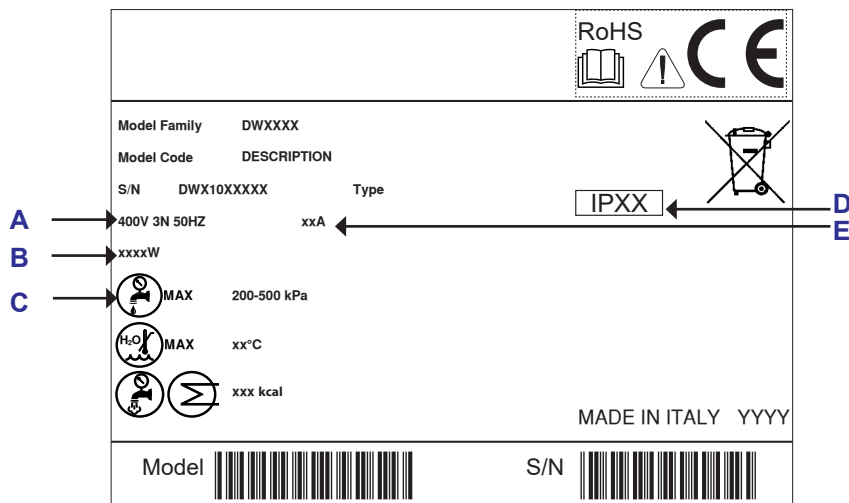 RoHS
CE
Model Family DWXXXX
Model Code DESCRIPTION
S/N DWX10XXXXX Type
IPXX
D
A
400V 3N 50HZ xxA
E
B
xxxxW
C
MAX 200-500 kPa
H₂O MAX xx°C
xxx kcal
MADE IN ITALY YYYY
Model S/N